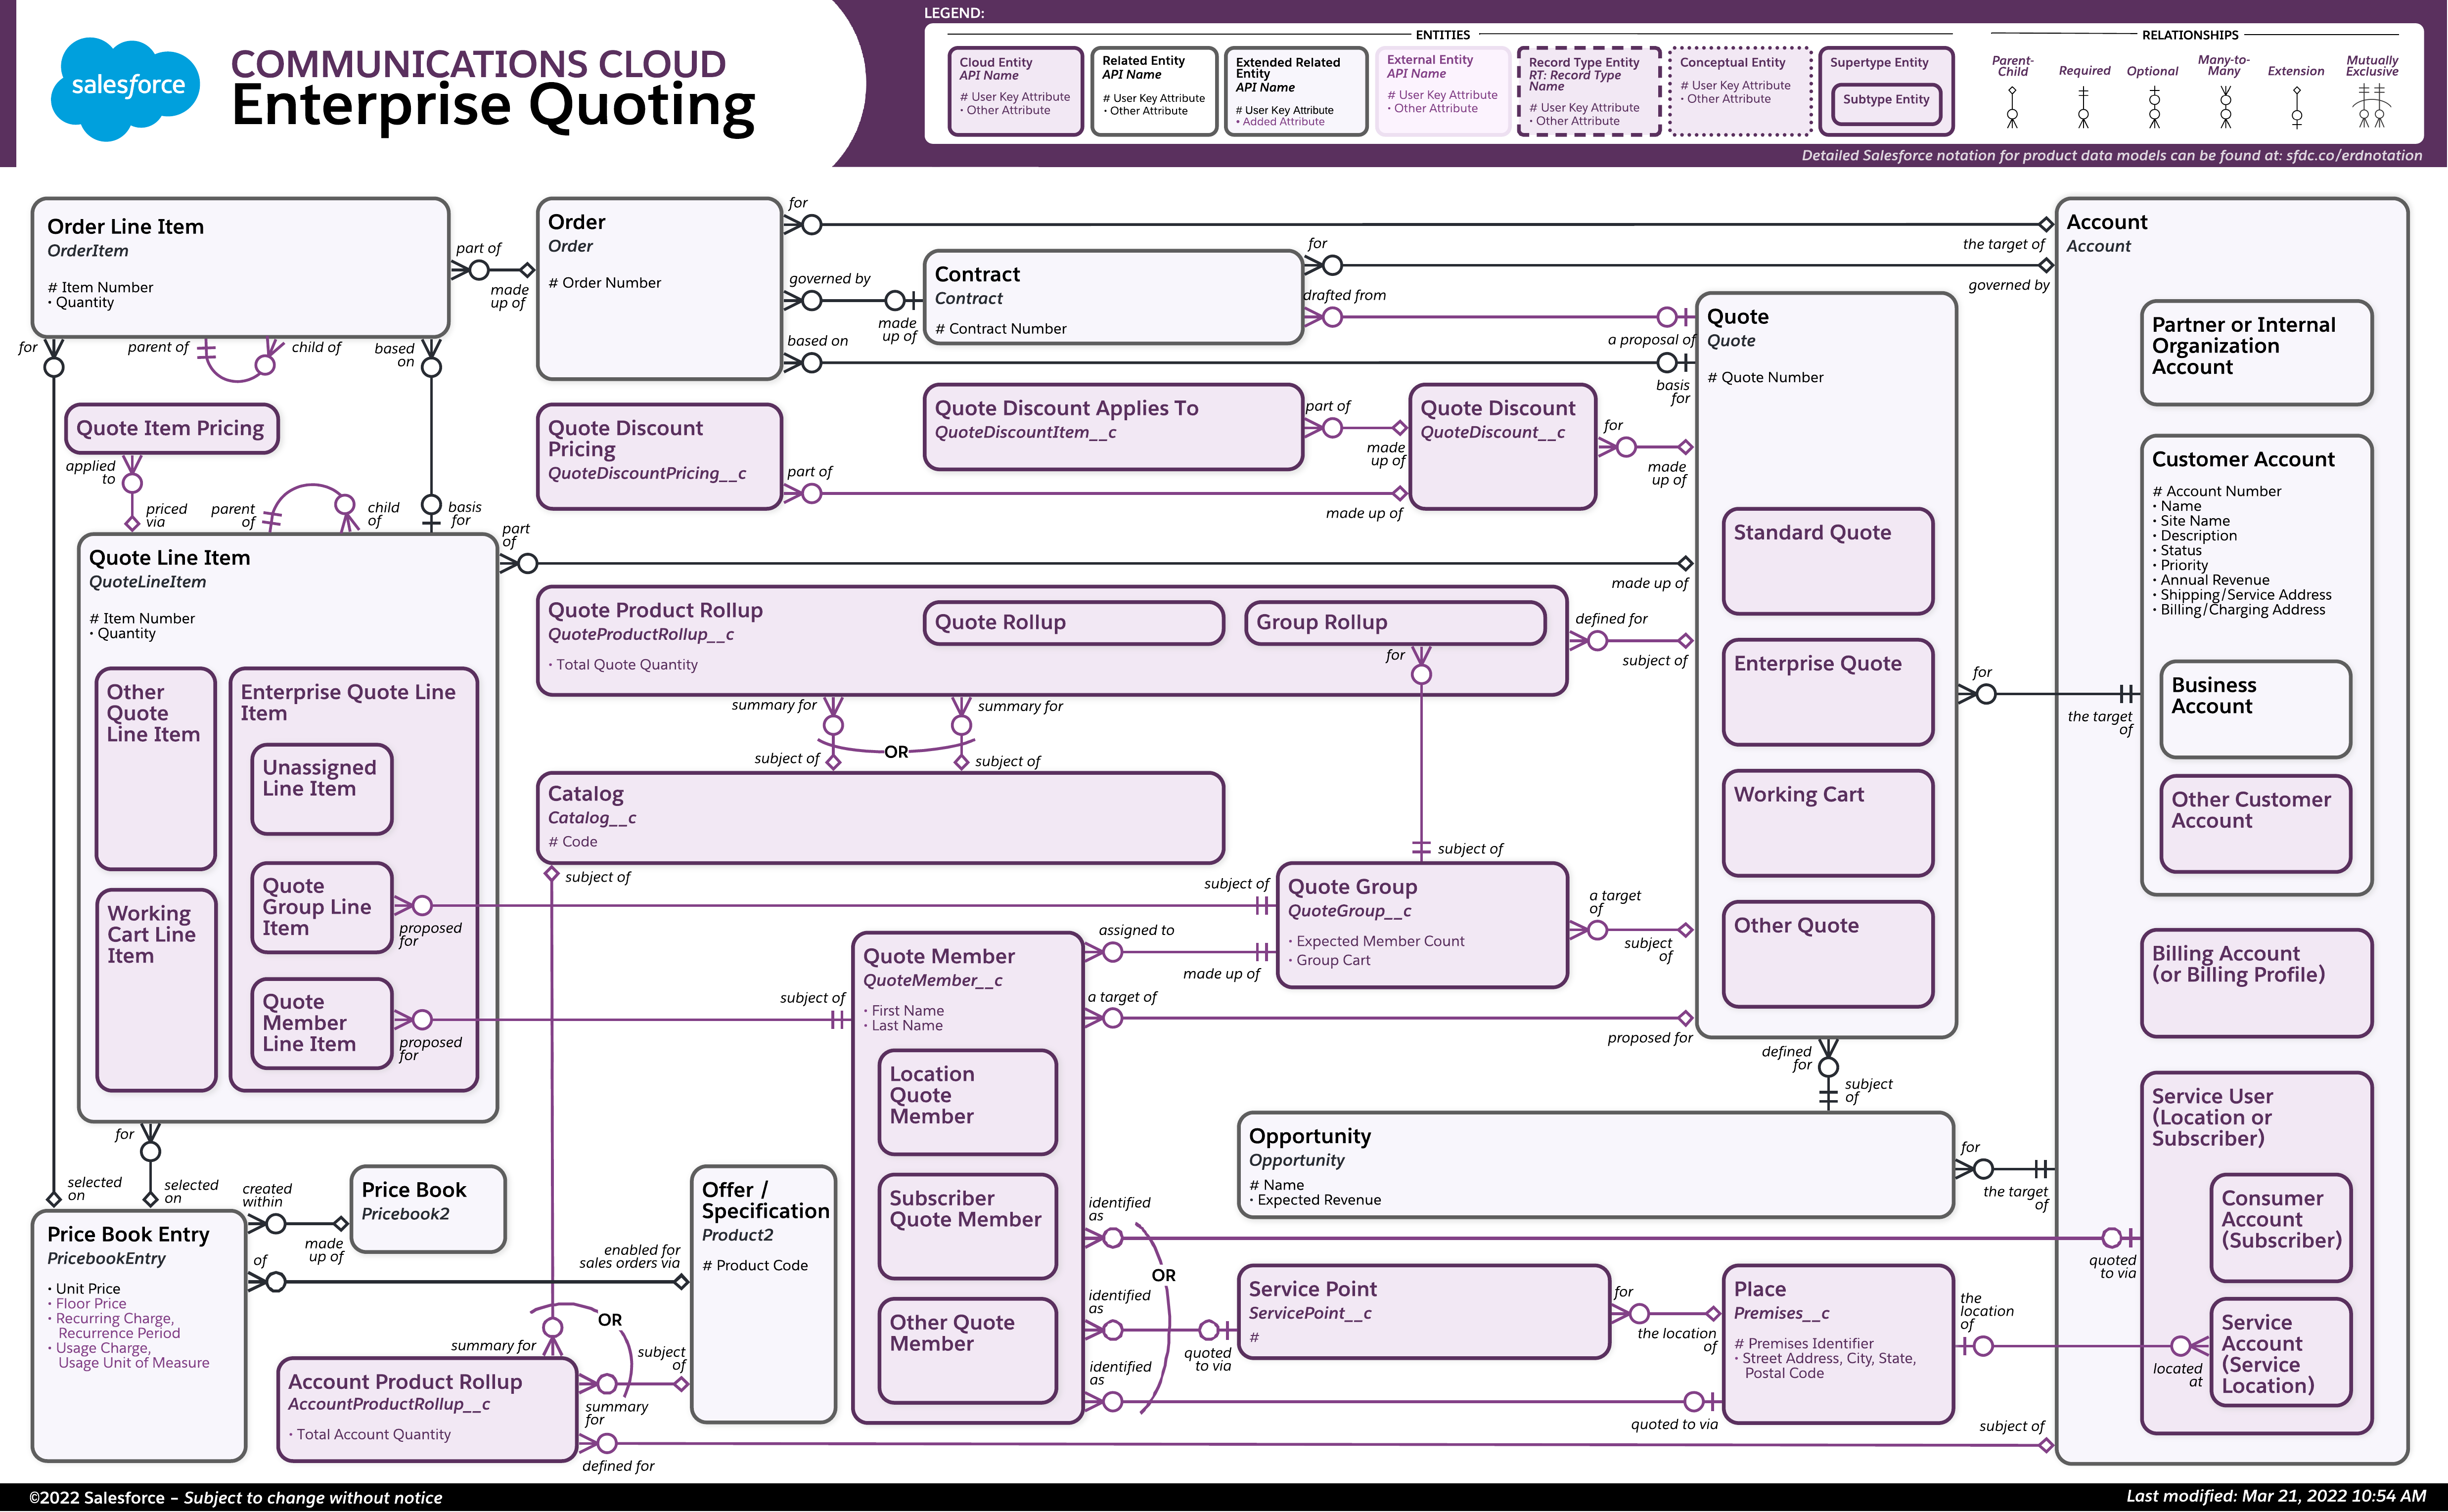 salesforce
COMMUNICATIONS CLOUD
Enterprise Quoting
LEGEND:
ENTITIES
Cloud Entity
API Name
# User Key Attribute
• Other Attribute
Related Entity
API Name
# User Key Attribute
• Other Attribute
Extended Related
Entity
API Name
# User Key Attribute
• Added Attribute
External Entity
API Name
# User Key Attribute
• Other Attribute
Record Type Entity
RT: Record Type
Name
# User Key Attribute
• Other Attribute
Conceptual Entity
# User Key Attribute
• Other Attribute
Supertype Entity
Subtype Entity
RELATIONSHIPS
Parent-
Child
Required
Optional
Many-to-
Many
Extension
Mutually
Exclusive
Detailed Salesforce notation for product data models can be found at: sfdc.co/erdnotation
Order Line Item
OrderItem
# Item Number
• Quantity
part of
made
up of
Order
Order
# Order Number
for
the target of
governed by
made
up of
Contract
Contract
# Contract Number
for
governed by
drafted from
a proposal of
based on
basis
for
Account
Account
Partner or Internal
Organization
Account
Customer Account
# Account Number
• Name
• Site Name
• Description
• Status
• Priority
• Annual Revenue
• Shipping/Service Address
• Billing/Charging Address
Business
Account
Other Customer
Account
Billing Account
(or Billing Profile)
Service User
(Location or
Subscriber)
Consumer
Account
(Subscriber)
Service
Account
(Service
Location)
Quote
Quote
# Quote Number
Standard Quote
Enterprise Quote
Working Cart
Other Quote
for
the target
of
for
parent of
child of
based
on
Quote Item Pricing
applied
to
priced
via
parent
of
child
of
basis
for
Quote Discount
Pricing
QuoteDiscountPricing__c
part of
made up of
Quote Discount Applies To
QuoteDiscountItem__c
part of
made
up of
Quote Discount
QuoteDiscount__c
for
made
up of
Quote Line Item
QuoteLineItem
# Item Number
• Quantity
part
of
made up of
Other
Quote
Line Item
Working
Cart Line
Item
Enterprise Quote Line
Item
Unassigned
Line Item
Quote
Group Line
Item
proposed
for
Quote
Member
Line Item
proposed
for
Quote Product Rollup
QuoteProductRollup__c
• Total Quote Quantity
Quote Rollup
Group Rollup
for
defined for
subject of
summary for
summary for
OR
subject of
subject of
Catalog
Catalog__c
# Code
subject of
subject of
subject of
Quote Group
QuoteGroup__c
• Expected Member Count
• Group Cart
a target
of
subject
of
assigned to
made up of
subject of
Quote Member
QuoteMember__c
• First Name
• Last Name
Location
Quote
Member
Subscriber
Quote Member
Other Quote
Member
a target of
proposed for
defined
for
subject
of
Opportunity
Opportunity
# Name
• Expected Revenue
for
the target
of
identified
as
quoted
to via
OR
identified
as
quoted
to via
identified
as
quoted to via
Service Point
ServicePoint__c
#
for
the location
of
Place
Premises__c
# Premises Identifier
• Street Address, City, State,
Postal Code
the
location
of
located
at
for
selected
on
selected
on
Price Book Entry
PricebookEntry
• Unit Price
• Floor Price
• Recurring Charge,
Recurrence Period
• Usage Charge,
Usage Unit of Measure
created
within
made
up of
Price Book
Pricebook2
of
enabled for
sales orders via
Offer /
Specification
Product2
# Product Code
OR
summary for
subject
of
summary
for
Account Product Rollup
AccountProductRollup__c
• Total Account Quantity
defined for
subject of
©2022 Salesforce – Subject to change without notice
Last modified: Mar 21, 2022 10:54 AM